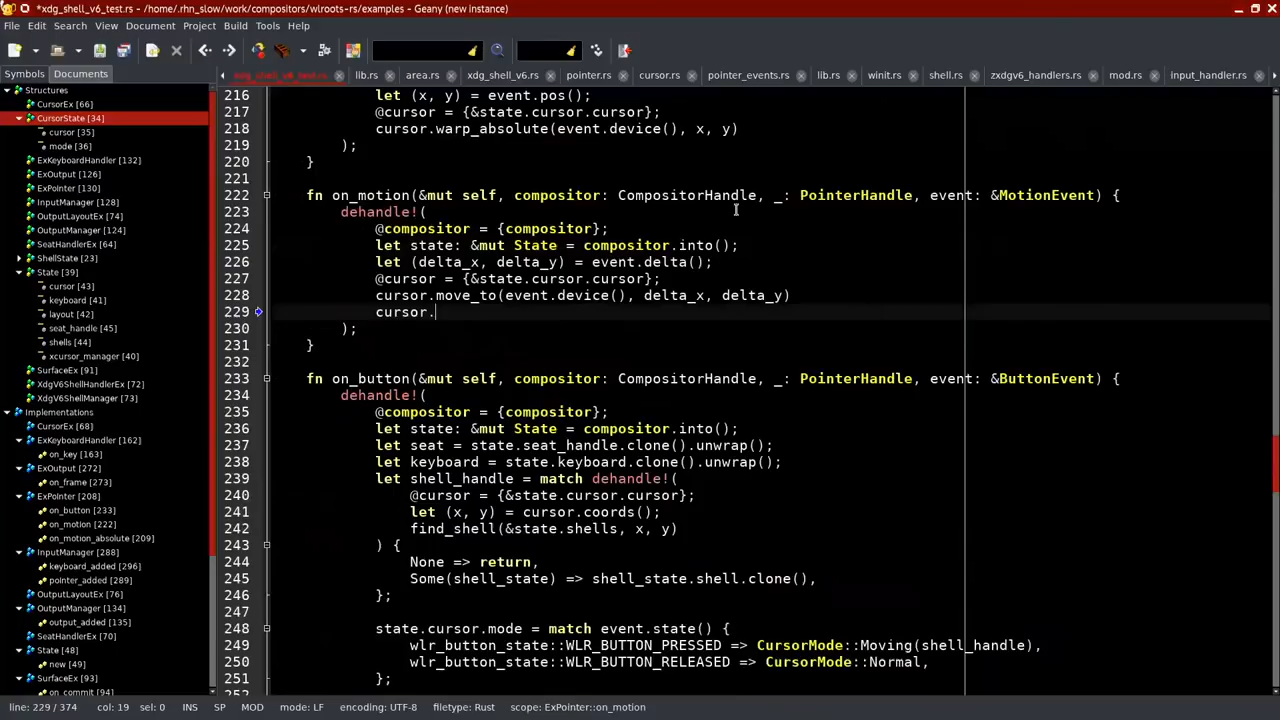 *xdg_shell_v6_test.rs - /home/.rhn_slow/work/compositors/wlroots-rs/examples - Geany (new instance)
File Edit Search View Document Project Build Tools Help
Symbols Documents
xdg_shell_v6_test.rs lib.rs area.rs xdg_shell_v6.rs pointer.rs cursor.rs pointer_events.rs lib.rs winit.rs shell.rs zxdgv6_handlers.rs mod.rs input_handler.rs
Structures
CursorEx [66]
CursorState [34]
cursor [35]
mode [36]
ExKeyboardHandler [132]
ExOutput [126]
ExPointer [130]
InputManager [128]
OutputLayoutEx [74]
OutputManager [124]
SeatHandlerEx [64]
ShellState [23]
State [39]
cursor [43]
keyboard [41]
layout [42]
seat_handle [45]
shells [44]
xcursor_manager [40]
SurfaceEx [91]
XdgV6ShellHandlerEx [72]
XdgV6ShellManager [73]
Implementations
CursorEx [68]
ExKeyboardHandler [162]
on_key [163]
ExOutput [272]
on_frame [273]
ExPointer [208]
on_button [233]
on_motion [222]
on_motion_absolute [209]
InputManager [288]
keyboard_added [296]
pointer_added [289]
OutputLayoutEx [76]
OutputManager [134]
output_added [135]
SeatHandlerEx [70]
State [48]
new [49]
SurfaceEx [93]
on_commit [94]
216 let (x, y) = event.pos();
217 @cursor = {&state.cursor.cursor};
218 cursor.warp_absolute(event.device(), x, y)
219 );
220 }
221
222 fn on_motion(&mut self, compositor: CompositorHandle, _: PointerHandle, event: &MotionEvent) {
223 dehandle!(
224 @compositor = {compositor};
225 let state: &mut State = compositor.into();
226 let (delta_x, delta_y) = event.delta();
227 @cursor = {&state.cursor.cursor};
228 cursor.move_to(event.device(), delta_x, delta_y)
229 cursor.
230 );
231 }
232
233 fn on_button(&mut self, compositor: CompositorHandle, _: PointerHandle, event: &ButtonEvent) {
234 dehandle!(
235 @compositor = {compositor};
236 let state: &mut State = compositor.into();
237 let seat = state.seat_handle.clone().unwrap();
238 let keyboard = state.keyboard.clone().unwrap();
239 let shell_handle = match dehandle!(
240 @cursor = {&state.cursor.cursor};
241 let (x, y) = cursor.coords();
242 find_shell(&state.shells, x, y)
243 ) {
244 None => return,
245 Some(shell_state) => shell_state.shell.clone(),
246 };
247
248 state.cursor.mode = match event.state() {
249 wlr_button_state::WLR_BUTTON_PRESSED => CursorMode::Moving(shell_handle),
250 wlr_button_state::WLR_BUTTON_RELEASED => CursorMode::Normal,
251 };
252
line: 229 / 374 col: 19 sel: 0 INS SP MOD mode: LF encoding: UTF-8 filetype: Rust scope: ExPointer::on_motion